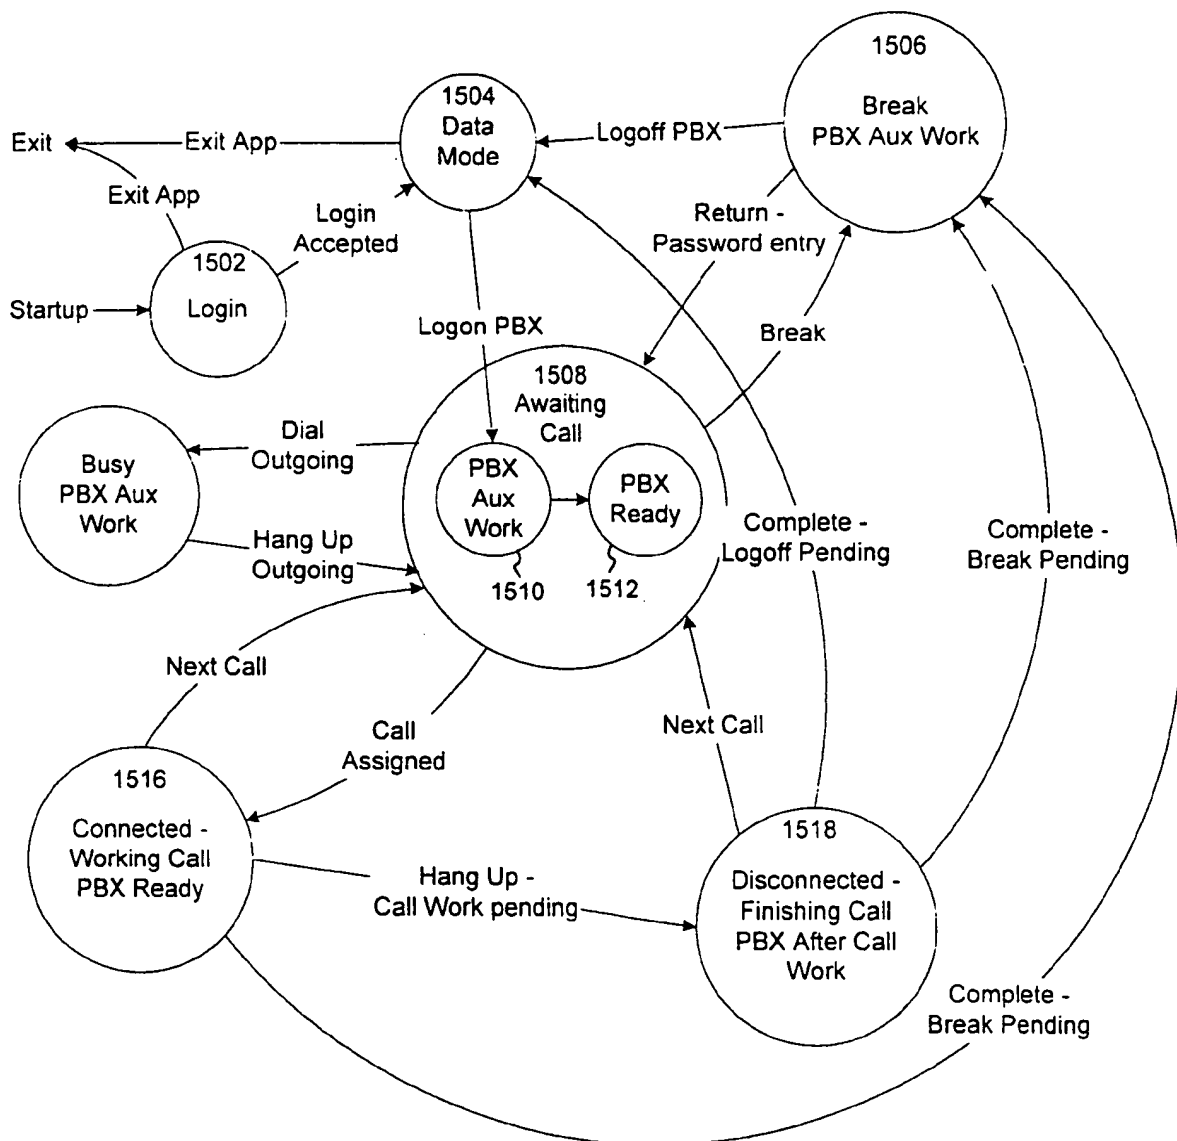 1506
Break
PBX Aux Work
1504
Data
Mode
Logoff PBX
Exit
Exit App
Exit App
Login
Accepted
Return -
Password entry
1502
Login
Startup
Logon PBX
Break
1508
Awaiting
Call
Dial
Outgoing
Busy
PBX Aux
Work
PBX
Aux
Work
PBX
Ready
Complete -
Logoff Pending
Complete -
Break Pending
Hang Up
Outgoing
1510
1512
Next Call
Next Call
Call
Assigned
1516
Connected -
Working Call
PBX Ready
1518
Disconnected -
Finishing Call
PBX After Call
Work
Hang Up -
Call Work pending
Complete -
Break Pending